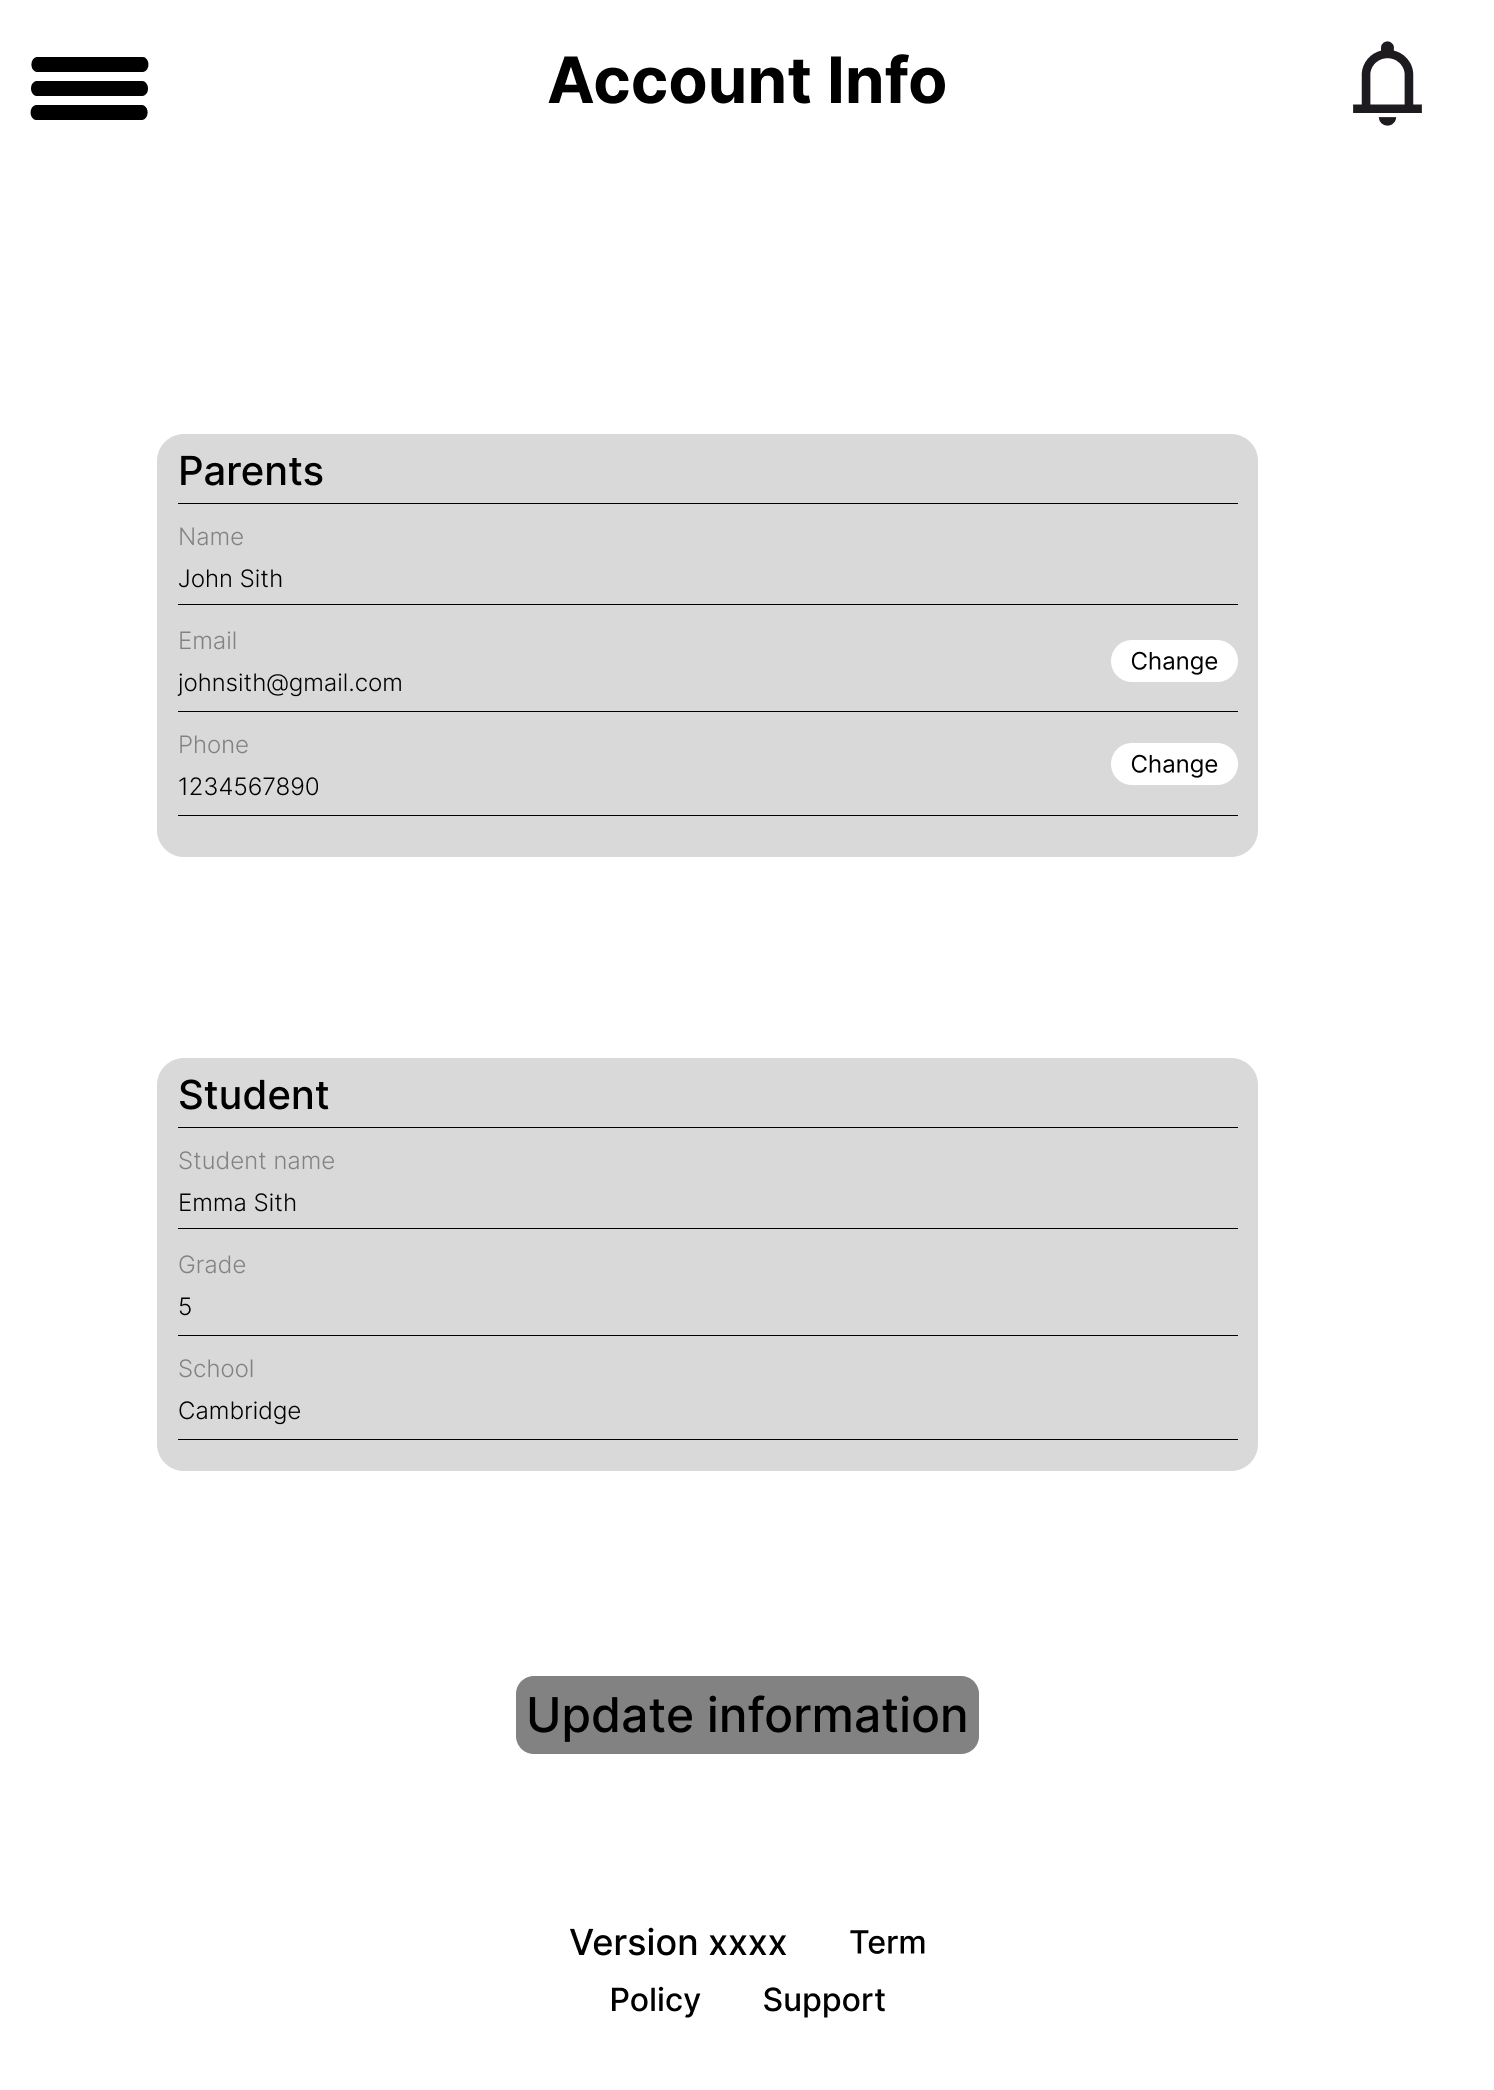 Account Info
Parents
Name
John Sith
Email
johnsith@gmail.com
Change
Phone
1234567890
Change
Student
Student name
Emma Sith
Grade
5
School
Cambridge
Update information
Version xxxx Term
Policy Support